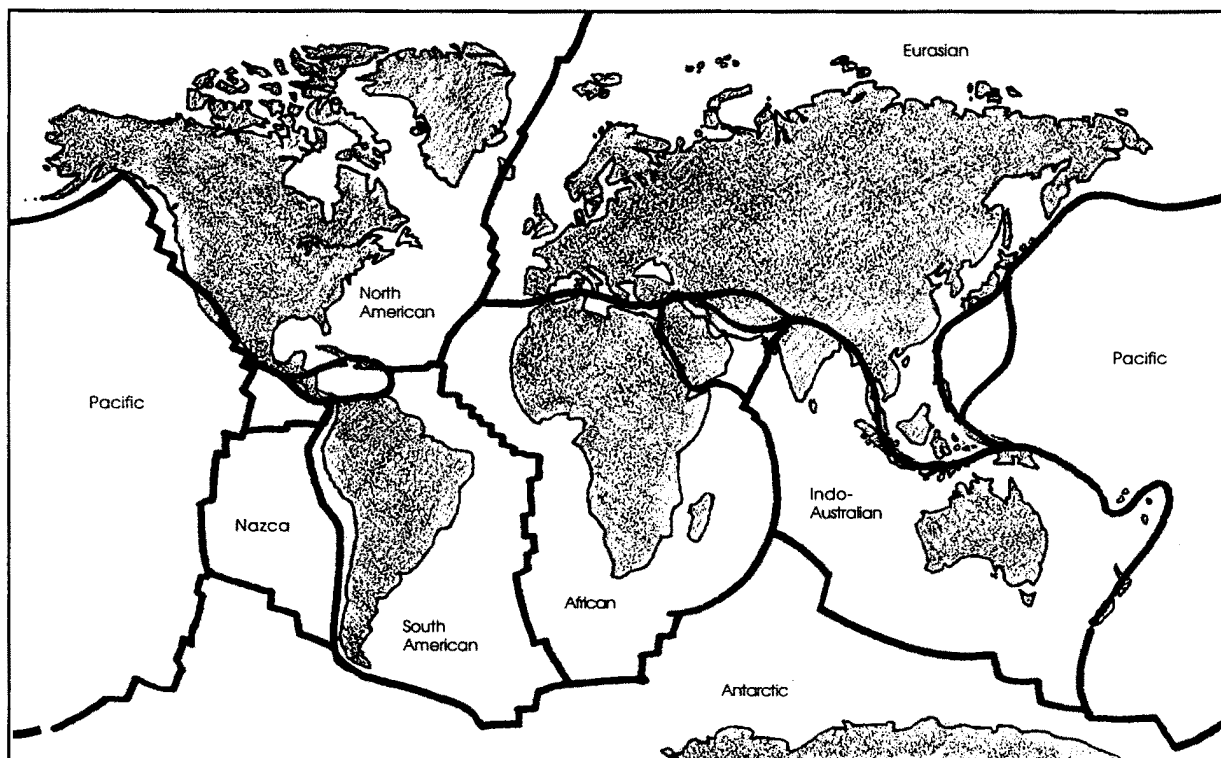 Eurasian
North
American
Pacific
Pacific
Nazca
Indo-
Australian
African
South
American
Antarctic